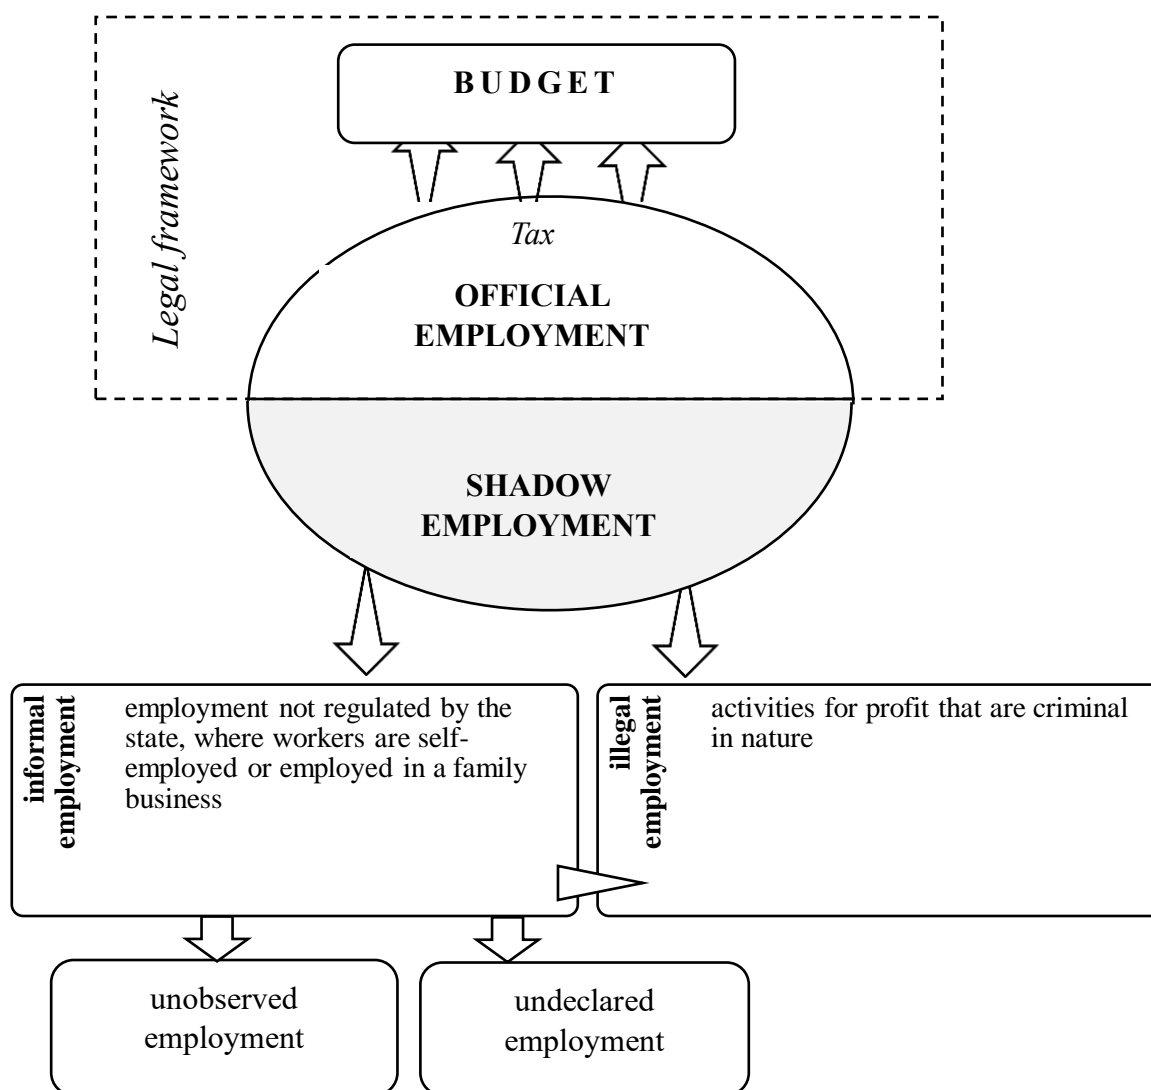 BUDGET
Legal framework
Tax
OFFICIAL
EMPLOYMENT
SHADOW
EMPLOYMENT
informal
employment
employment not regulated by the
state, where workers are self-
employed or employed in a family
business
illegal
employment
activities for profit that are criminal
in nature
unobserved
employment
undeclared
employment